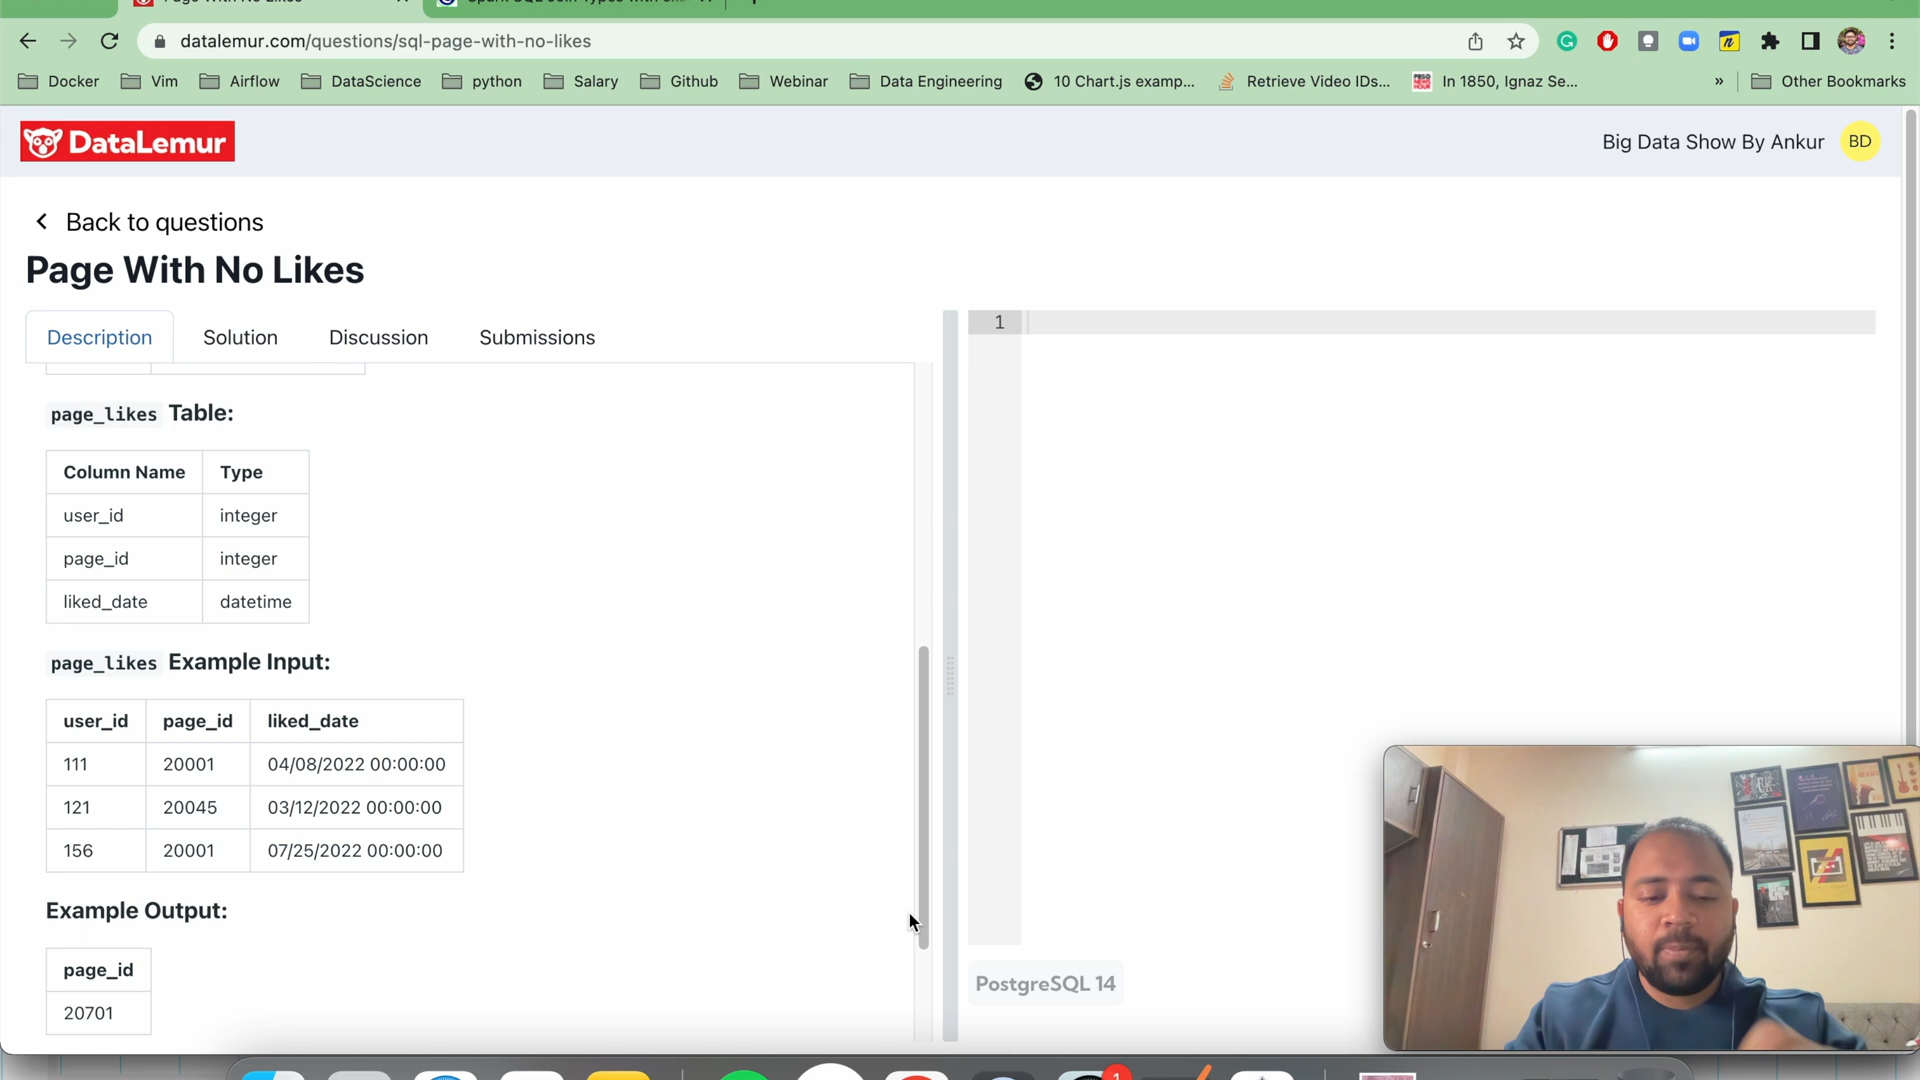 datalemur.com/questions/sql-page-with-no-likes
Docker
Vim
Airflow
DataScience
python
Salary
Github
Webinar
Data Engineering
10 Chart.js examp...
Retrieve Video IDs...
In 1850, Ignaz Se...
»
Other Bookmarks
DataLemur
Big Data Show By Ankur
BD
Back to questions
Page With No Likes
Description
Solution
Discussion
Submissions
1
page_likes Table:
Column Name Type
user_id integer
page_id integer
liked_date datetime
page_likes Example Input:
user_id page_id liked_date
111 20001 04/08/2022 00:00:00
121 20045 03/12/2022 00:00:00
156 20001 07/25/2022 00:00:00
Example Output:
page_id
20701
PostgreSQL 14
1